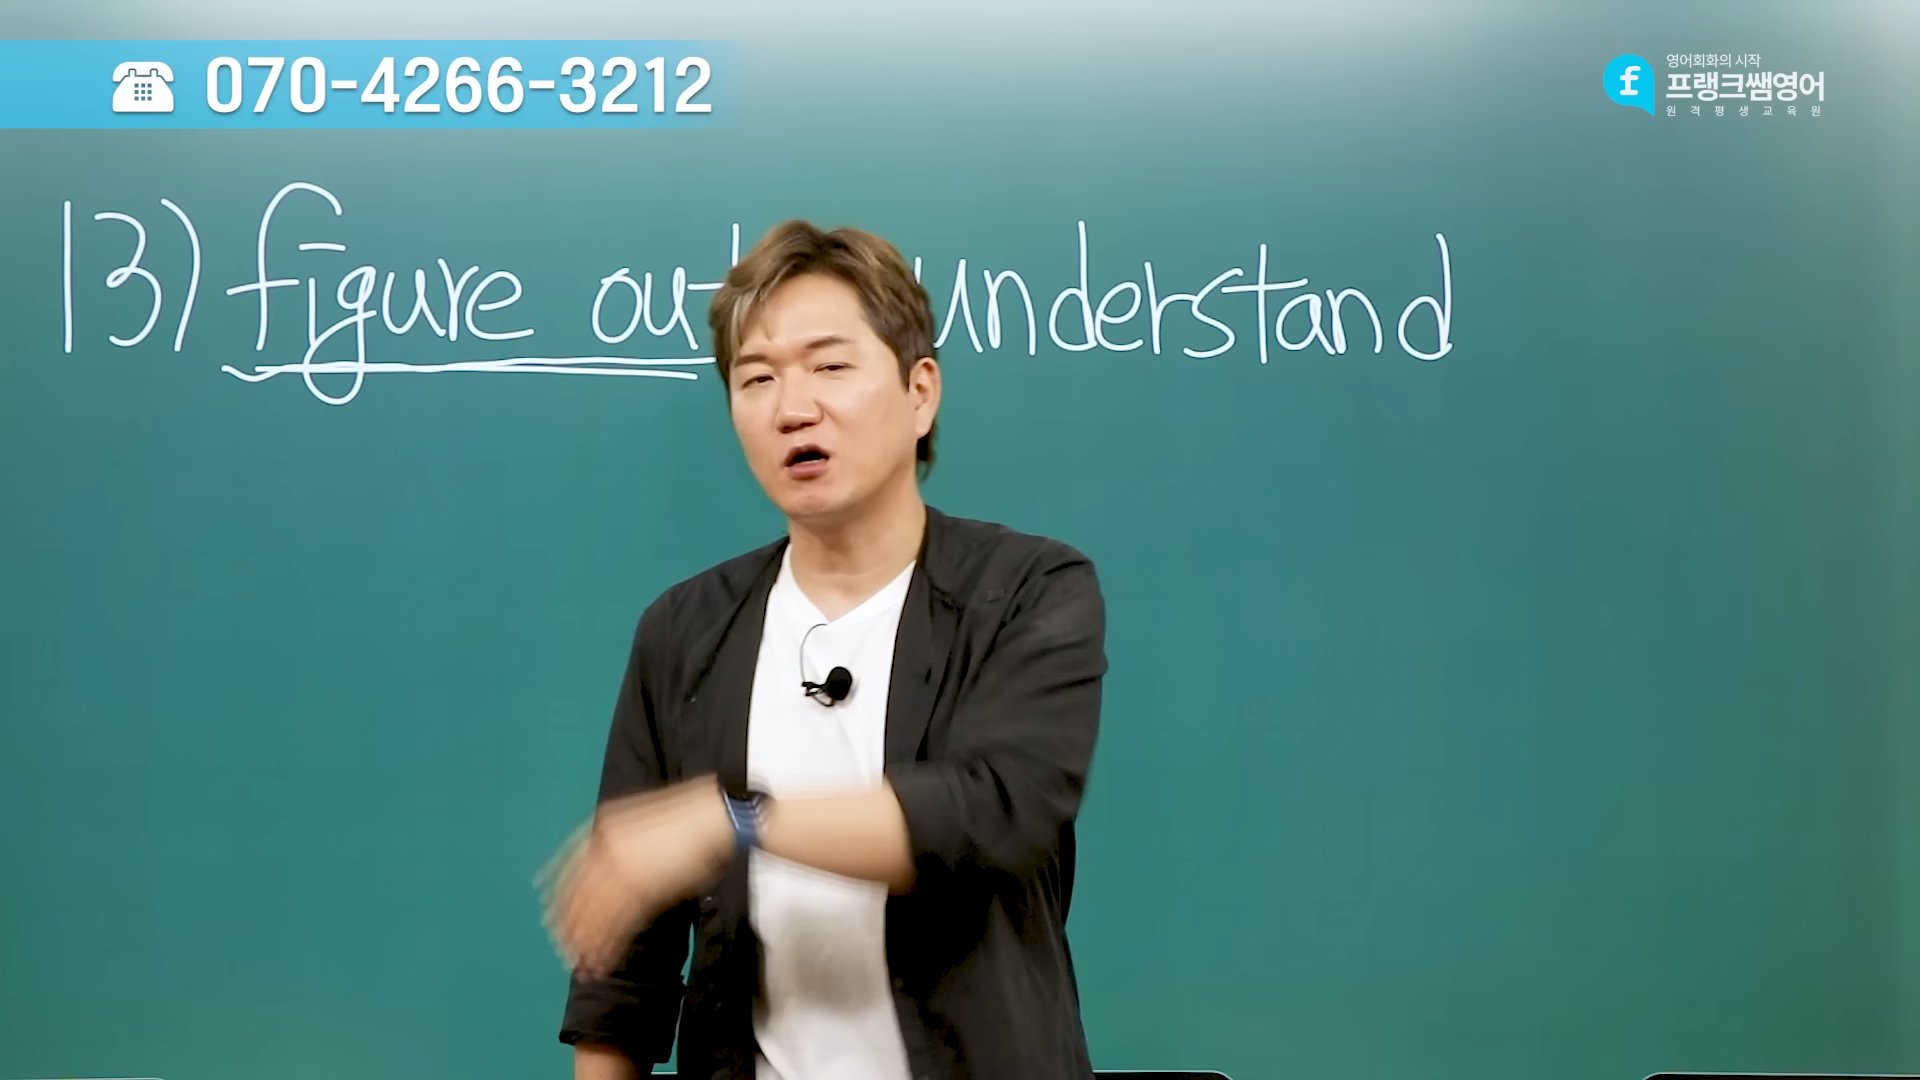 070-4266-3212
영어회화의 시작
프랭크쌤영어
원격평생교육원
13) figure out understand